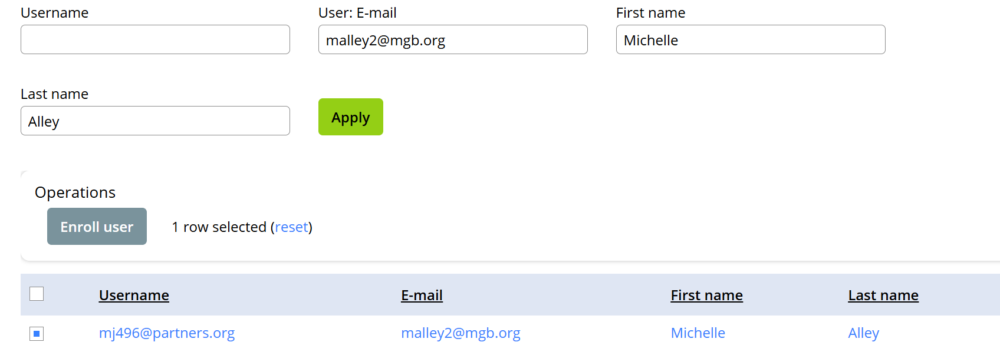 Username User: E-mail First name
malley2@mgb.org Michelle
Last name
Alley Apply
Operations
Enroll user 1 row selected (reset)
Username E-mail First name Last name
mj496@partners.org malley2@mgb.org Michelle Alley